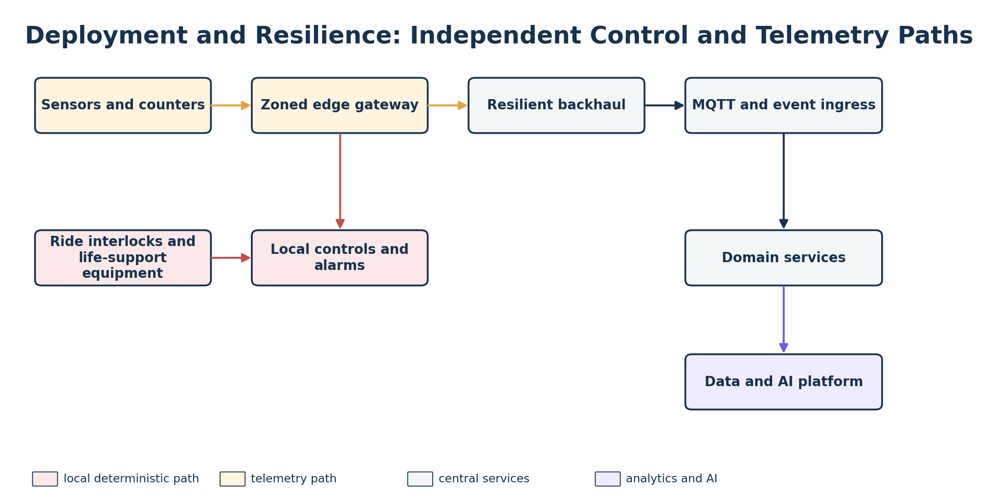 Deployment and Resilience: Independent Control and Telemetry Paths
Sensors and counters
Zoned edge gateway
Resilient backhaul
MQTT and event ingress
Ride interlocks and
life-support
equipment
Local controls and
alarms
Domain services
Data and AI platform
local deterministic path
telemetry path
central services
analytics and AI